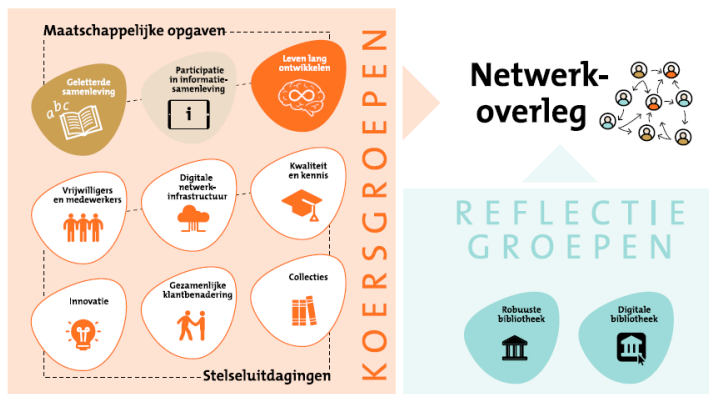 Maatschappelijke opgaven
Geletterde
samenleving
abc
Participatie
in informatie-
samenleving
i
Leven lang
ontwikkelen
Vrijwilligers
en medewerkers
Digitale
netwerk-
infrastructuur
Kwaliteit
en kennis
Innovatie
Gezamenlijke
klantbenadering
Collecties
Stelseluitdagingen
KOERSGROEPEN
Netwerk-
overleg
REFLECTIE
GROEPEN
Robuuste
bibliotheek
Digitale
bibliotheek